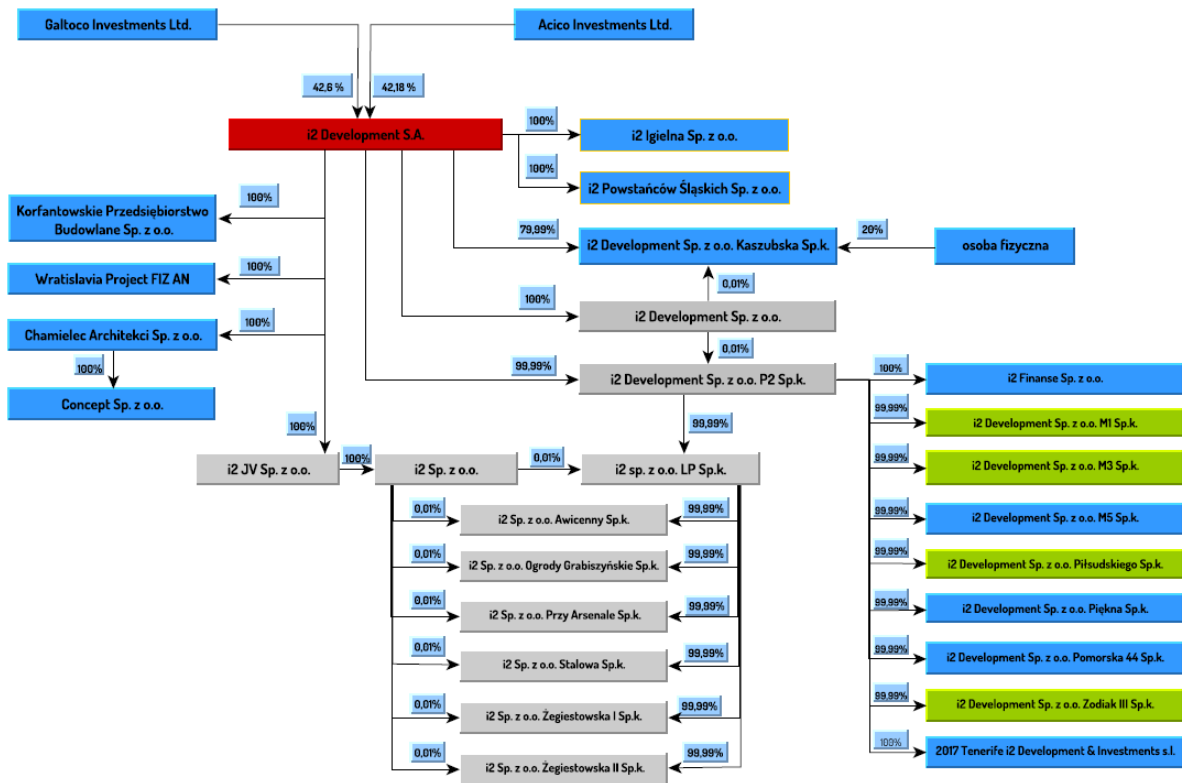 Galtoco Investments Ltd.
Acico Investments Ltd.
42,6 %
42,18 %
i2 Development S.A.
100%
i2 Igielna Sp. z o.o.
100%
i2 Powstańców Śląskich Sp. z o.o.
100%
Korfantowskie Przedsiębiorstwo
Budowlane Sp. z o.o.
79,99%
i2 Development Sp. z o.o. Kaszubska Sp.k.
20%
osoba fizyczna
100%
Wratislavia Project FIZ AN
0,01%
100%
i2 Development Sp. z o.o.
100%
Chamielec Architekci Sp. z o.o.
0,01%
100%
Concept Sp. z o.o.
99,99%
i2 Development Sp. z o.o. P2 Sp.k.
100%
i2 Finanse Sp. z o.o.
99,99%
i2 Development Sp. z o.o. M1 Sp.k.
99,99%
i2 Development Sp. z o.o. M3 Sp.k.
99,99%
i2 Development Sp. z o.o. M5 Sp.k.
99,99%
i2 Development Sp. z o.o. Piłsudskiego Sp.k.
99,99%
i2 Development Sp. z o.o. Piękna Sp.k.
99,99%
i2 Development Sp. z o.o. Pomorska 44 Sp.k.
99,99%
i2 Development Sp. z o.o. Zodiak III Sp.k.
100%
2017 Tenerife i2 Development & Investments s.l.
99,99%
100%
i2 JV Sp. z o.o.
100%
i2 Sp. z o.o.
0,01%
i2 sp. z o.o. LP Sp.k.
0,01%
i2 Sp. z o.o. Awicenny Sp.k.
99,99%
0,01%
i2 Sp. z o.o. Ogrody Grabiszyńskie Sp.k.
99,99%
0,01%
i2 Sp. z o.o. Przy Arsenale Sp.k.
99,99%
0,01%
i2 Sp. z o.o. Stalowa Sp.k.
99,99%
0,01%
i2 Sp. z o.o. Żegiestowska I Sp.k.
99,99%
0,01%
i2 Sp. z o.o. Żegiestowska II Sp.k.
99,99%